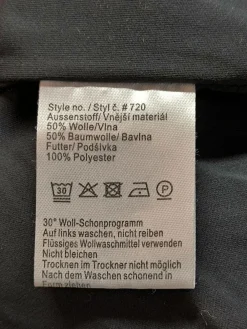 Style no. / Styl č. # 720
Aussenstoff/ Vnější materiál
50% Wolle/Vlna
50% Baumwolle/ Bavlna
Futter/ Podšívka
100% Polyester
30
P
30° Woll-Schonprogramm
Auf links waschen, nicht reiben
Flüssiges Wollwaschmittel verwenden
Nicht bleichen
Trocknen im Trockner nicht möglich
Nach dem Waschen schonend in
Form ziehen